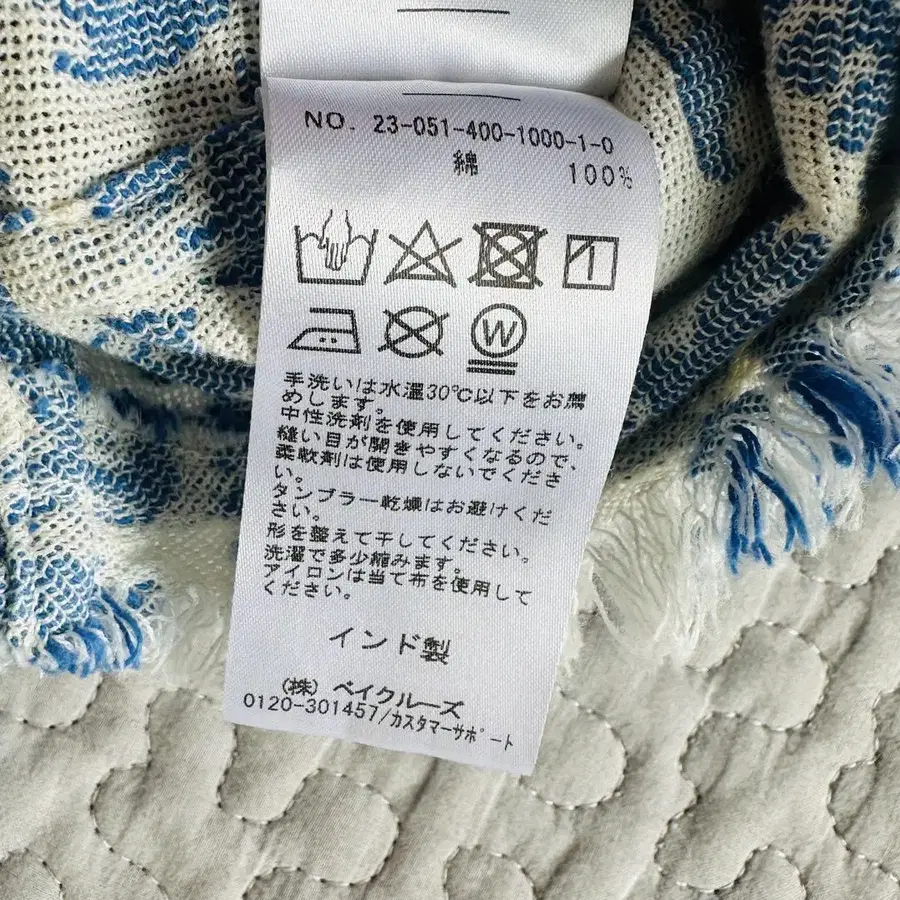 NO. 23-051-400-1000-1-0
綿 100%
W
手洗いは水温30℃以下をお薦
めします。
中性洗剤を使用してください。
縫い目が開きやすくなるので、
柔軟剤は使用しないでくださ
い。
タンブラー乾燥はお避けくだ
さい。
形を整えて干してください。
洗濯で多少縮みます。
アイロンは当て布を使用して
ください。
インド製
(株) ベイクルーズ
0120-301457/カスタマーサポート